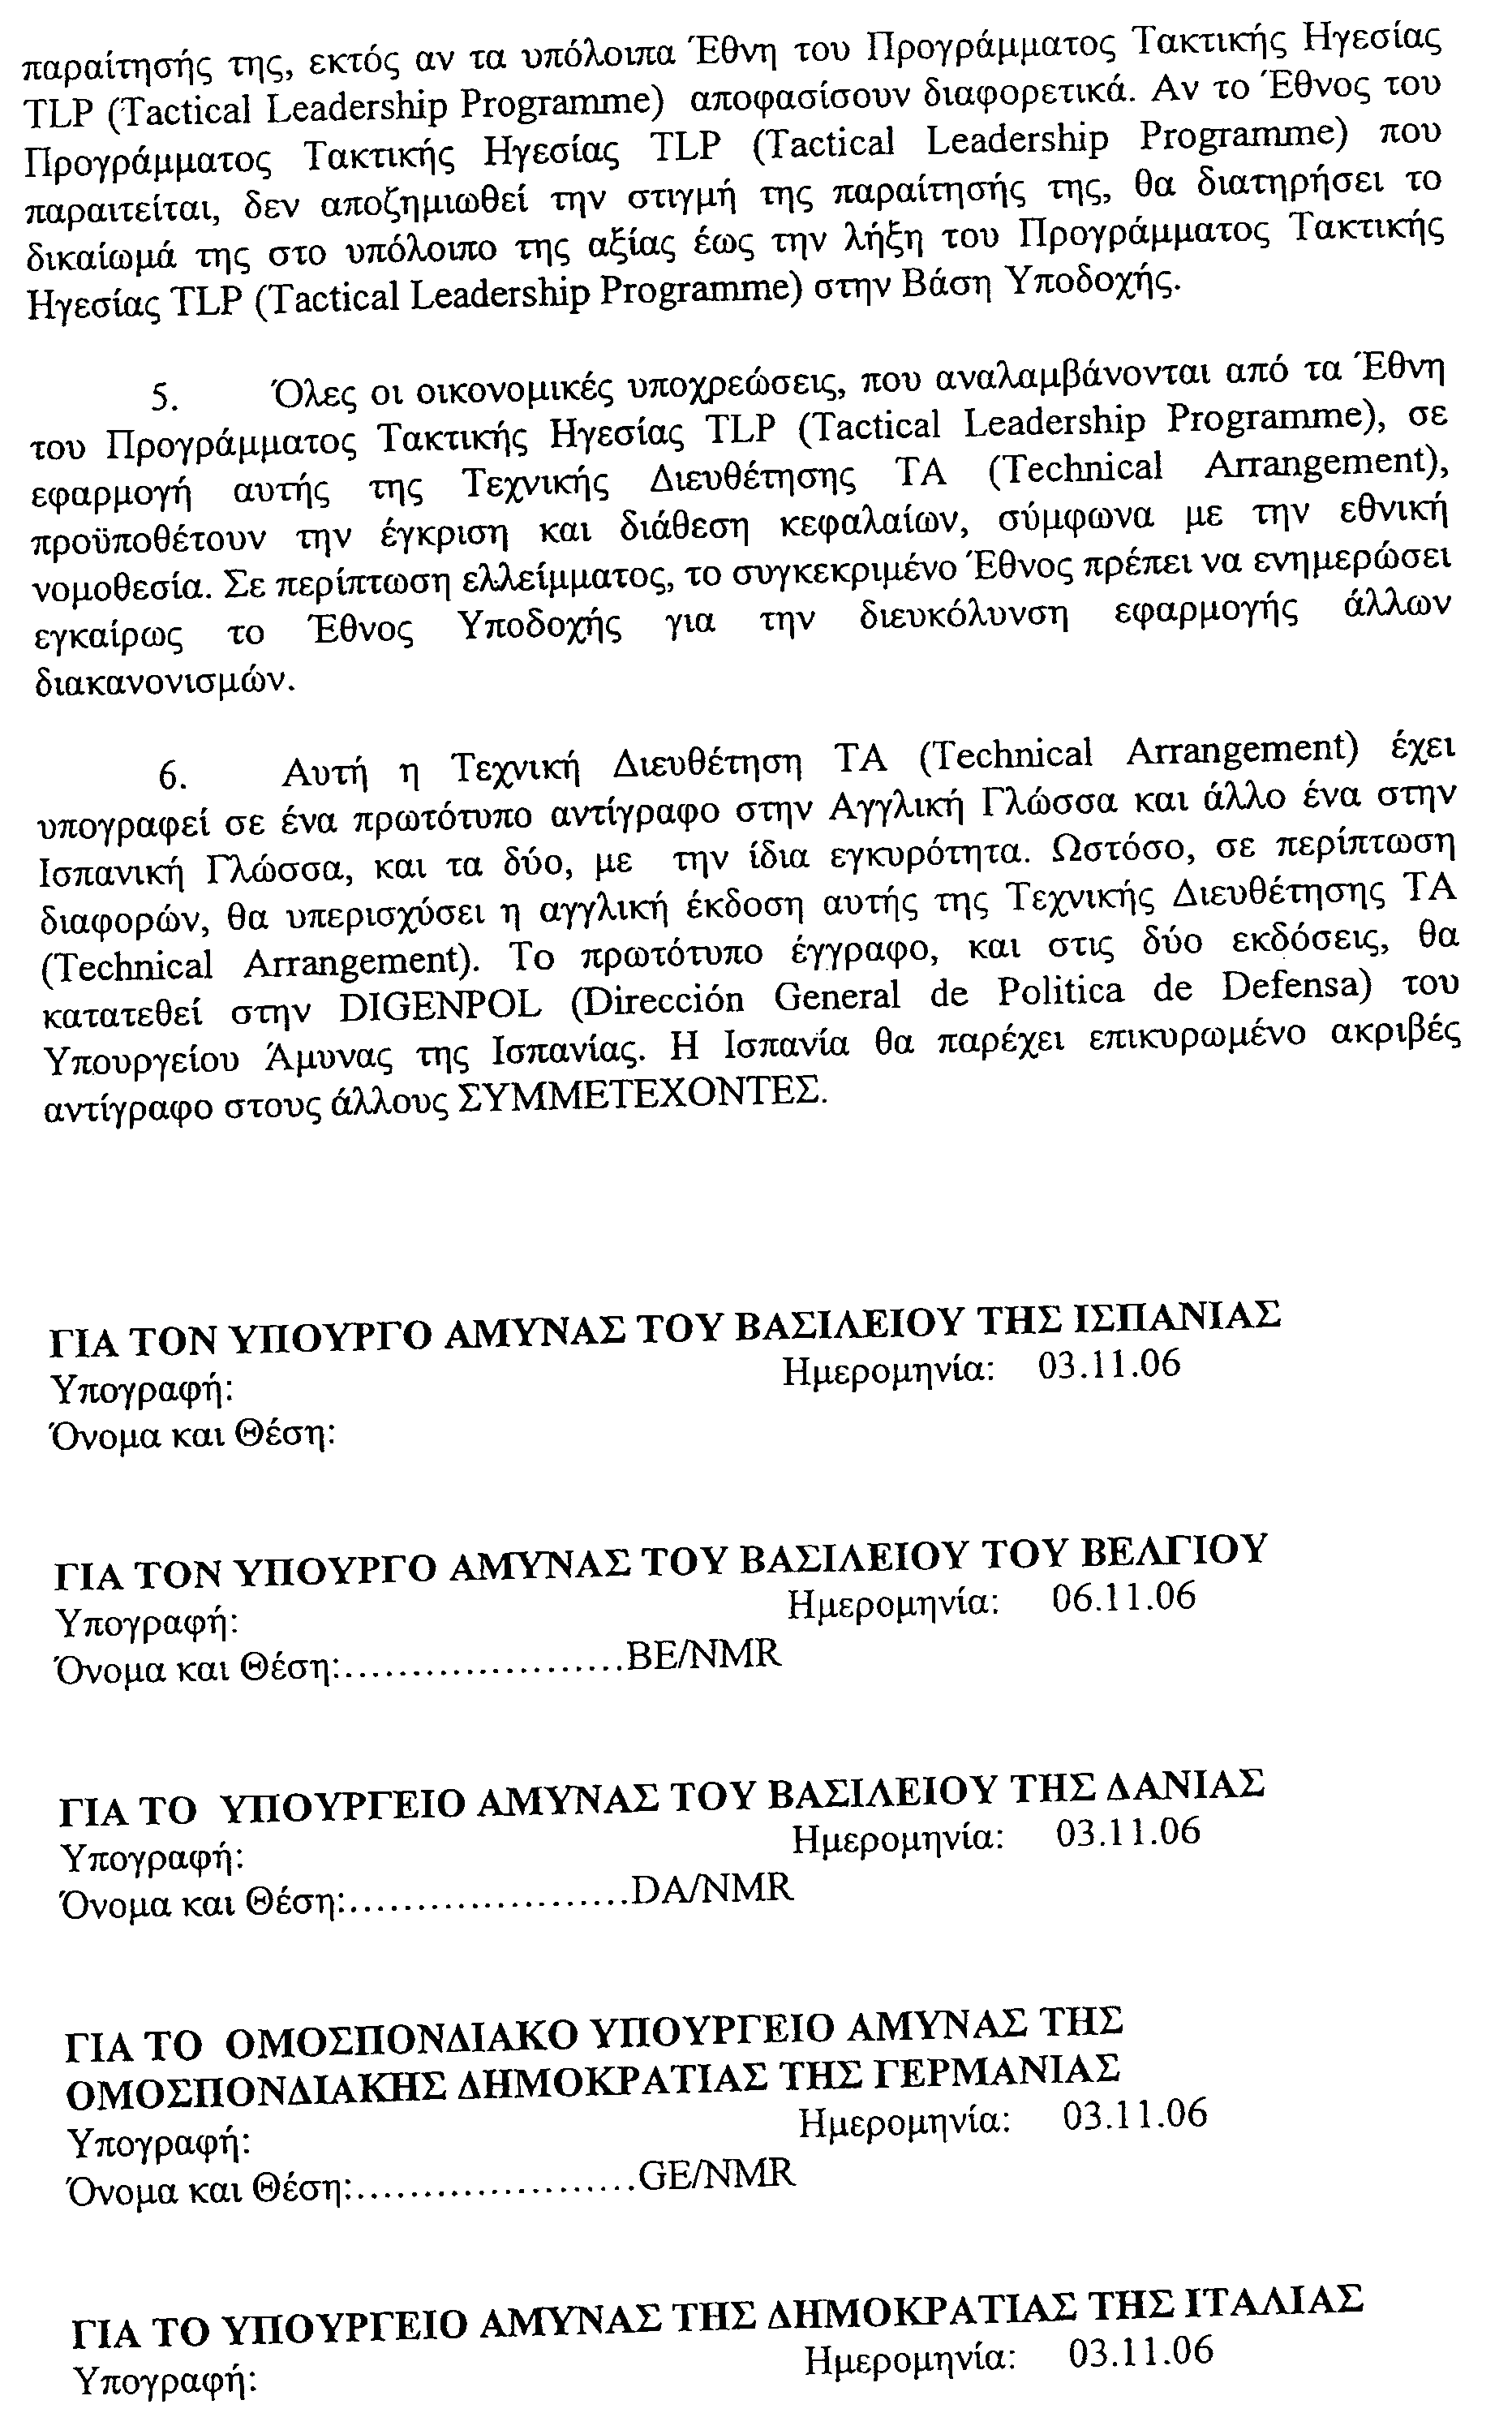 παραίτησής της, εκτός αν τα υπόλοιπα Έθνη του Προγράμματος Τακτικής Ηγεσίας
TLP (Tactical Leadership Programme) αποφασίσουν διαφορετικά. Αν το Έθνος του
Προγράμματος Τακτικής Ηγεσίας TLP (Tactical Leadership Programme) που
παραιτείται, δεν αποζημιωθεί την στιγμή της παραίτησής της, θα διατηρήσει το
δικαίωμά της στο υπόλοιπο της αξίας έως την λήξη του Προγράμματος Τακτικής
Ηγεσίας TLP (Tactical Leadership Programme) στην Βάση Υποδοχής.
5. Όλες οι οικονομικές υποχρεώσεις, που αναλαμβάνονται από τα Έθνη
του Προγράμματος Τακτικής Ηγεσίας TLP (Tactical Leadership Programme), σε
εφαρμογή αυτής της Τεχνικής Διευθέτησης ΤΑ (Technical Arrangement),
προϋποθέτουν την έγκριση και διάθεση κεφαλαίων, σύμφωνα με την εθνική
νομοθεσία. Σε περίπτωση ελλείμματος, το συγκεκριμένο Έθνος πρέπει να ενημερώσει
εγκαίρως το Έθνος Υποδοχής για την διευκόλυνση εφαρμογής άλλων
διακανονισμών.
6. Αυτή η Τεχνική Διευθέτηση ΤΑ (Technical Arrangement) έχει
υπογραφεί σε ένα πρωτότυπο αντίγραφο στην Αγγλική Γλώσσα και άλλο ένα στην
Ισπανική Γλώσσα, και τα δύο, με την ίδια εγκυρότητα. Ωστόσο, σε περίπτωση
διαφορών, θα υπερισχύσει η αγγλική έκδοση αυτής της Τεχνικής Διευθέτησης ΤΑ
(Technical Arrangement). Το πρωτότυπο έγγραφο, και στις δύο εκδόσεις, θα
κατατεθεί στην DIGENPOL (Dirección General de Politica de Defensa) του
Υπουργείου Άμυνας της Ισπανίας. Η Ισπανία θα παρέχει επικυρωμένο ακριβές
αντίγραφο στους άλλους ΣΥΜΜΕΤΕΧΟΝΤΕΣ.
ΓΙΑ ΤΟΝ ΥΠΟΥΡΓΟ ΑΜΥΝΑΣ ΤΟΥ ΒΑΣΙΛΕΙΟΥ ΤΗΣ ΙΣΠΑΝΙΑΣ
Υπογραφή: Ημερομηνία: 03.11.06
Όνομα και Θέση:
ΓΙΑ ΤΟΝ ΥΠΟΥΡΓΟ ΑΜΥΝΑΣ ΤΟΥ ΒΑΣΙΛΕΙΟΥ ΤΟΥ ΒΕΛΓΙΟΥ
Υπογραφή: Ημερομηνία: 06.11.06
Όνομα και Θέση:......................BE/NMR
ΓΙΑ ΤΟ ΥΠΟΥΡΓΕΙΟ ΑΜΥΝΑΣ ΤΟΥ ΒΑΣΙΛΕΙΟΥ ΤΗΣ ΔΑΝΙΑΣ
Υπογραφή: Ημερομηνία: 03.11.06
Όνομα και Θέση:......................DA/NMR
ΓΙΑ ΤΟ ΟΜΟΣΠΟΝΔΙΑΚΟ ΥΠΟΥΡΓΕΙΟ ΑΜΥΝΑΣ ΤΗΣ
ΟΜΟΣΠΟΝΔΙΑΚΗΣ ΔΗΜΟΚΡΑΤΙΑΣ ΤΗΣ ΓΕΡΜΑΝΙΑΣ
Υπογραφή: Ημερομηνία: 03.11.06
Όνομα και Θέση:......................GE/NMR
ΓΙΑ ΤΟ ΥΠΟΥΡΓΕΙΟ ΑΜΥΝΑΣ ΤΗΣ ΔΗΜΟΚΡΑΤΙΑΣ ΤΗΣ ΙΤΑΛΙΑΣ
Υπογραφή: Ημερομηνία: 03.11.06